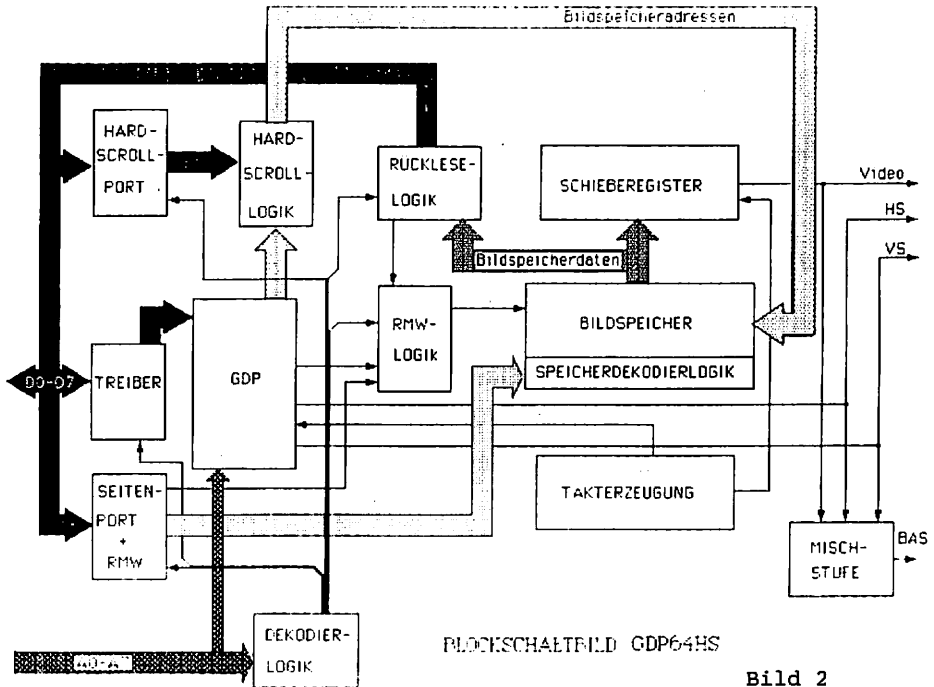 Bildspeicheradressen
HARD-
SCROLL-
PORT
HARD-
SCROLL-
LOGIK
RÜCKLESE-
LOGIK
SCHIEBEREGISTER
Video
HS
VS
Bildspeicherdaten
RMW-
LOGIK
BILDSPEICHER
SPEICHERDEKODIERLOGIK
GDP
D0-D7
TREIBER
SEITEN-
PORT
+
RMW
TAKTERZEUGUNG
MISCH-
STUFE
BAS
DEKODIER-
LOGIK
BLOCKSCHALTBILD GDP64HS
Bild 2